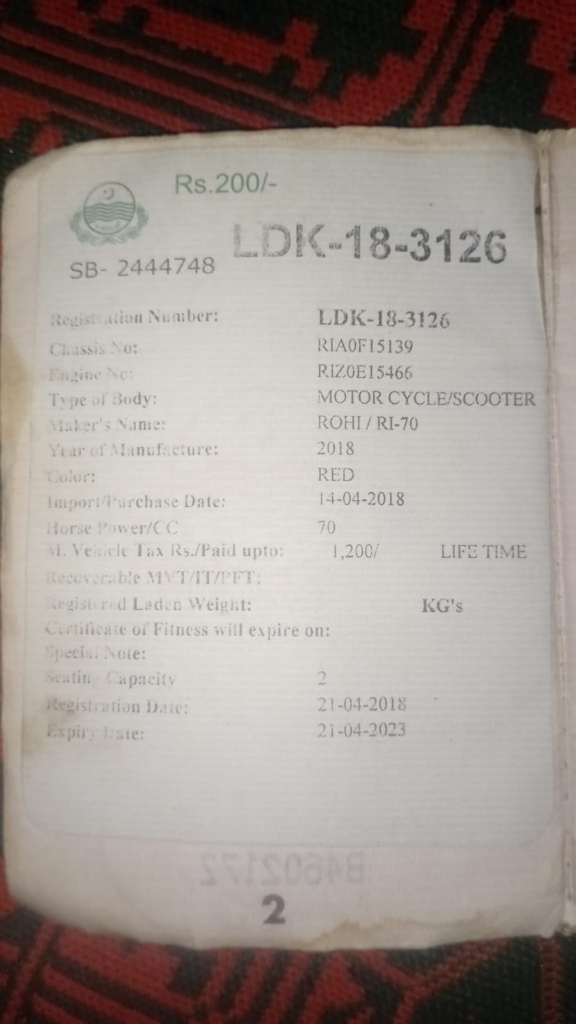 Rs.200/-
LDK-18-3126
SB- 2444748
Registration Number: LDK-18-3126
Chassis No: RIA0F15139
Engine No: RIZ0E15466
Type of Body: MOTOR CYCLE/SCOOTER
Maker's Name: ROHI / RI-70
Year of Manufacture: 2018
Color: RED
Import/Purchase Date: 14-04-2018
Horse Power/CC 70
M. Vehicle Tax Rs./Paid upto: 1,200/ LIFE TIME
Recoverable MVT/IT/PFT:
Registered Laden Weight: KG's
Certificate of Fitness will expire on:
Special Note:
Seating Capacity 2
Registration Date: 21-04-2018
Expiry Date: 21-04-2023
84602172
2